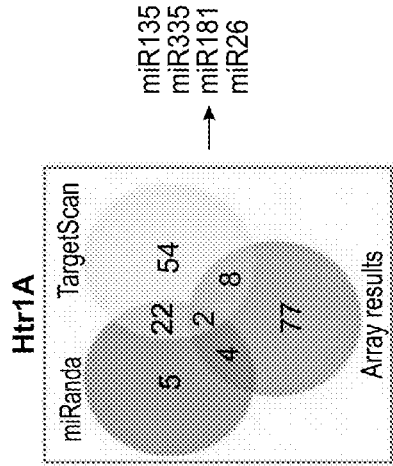 Htr1A
miRanda
TargetScan
5
22
54
2
4
8
77
Array results
miR135
miR335
miR181
miR26